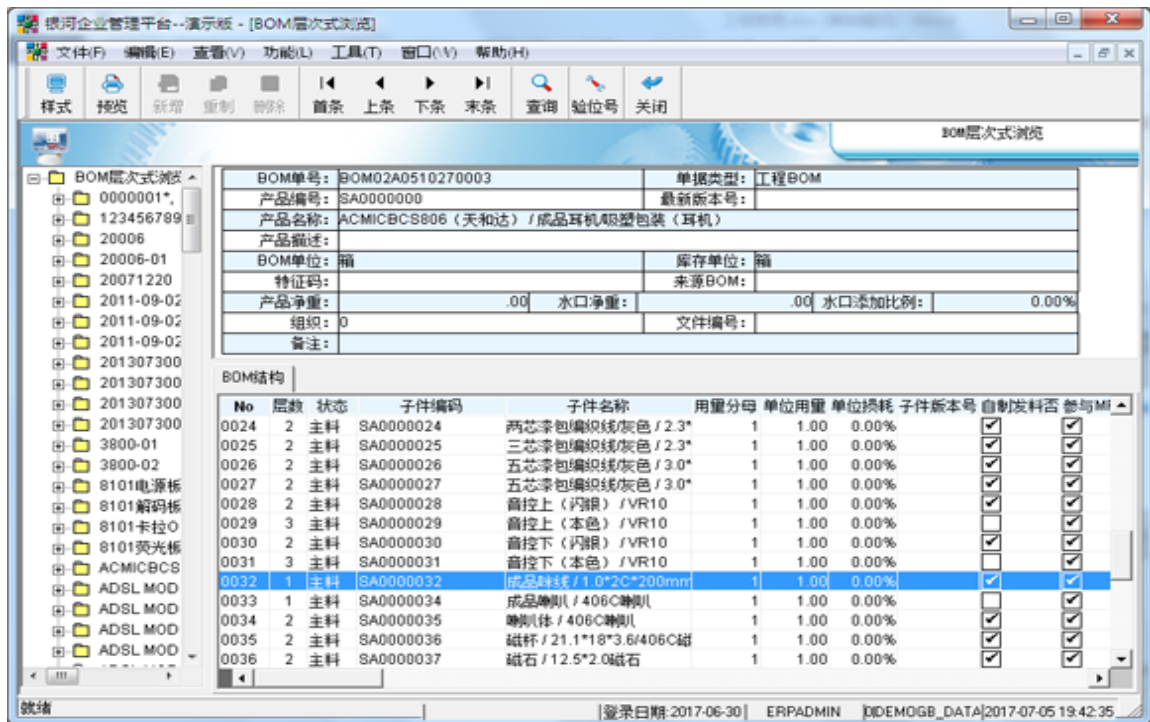 银河企业管理平台--演示版 - [BOM层次式浏览]
文件(F) 编辑(E) 查看(V) 功能(L) 工具(T) 窗口(W) 帮助(H)
样式 预览 新增 重制 删除 首条 上条 下条 末条 查询 验位号 关闭
BOM层次式浏览
BOM层次式浏览
0000001*,
123456789
20006
20006-01
20071220
2011-09-02
2011-09-02
2011-09-02
201307300
201307300
201307300
201307300
3800-01
3800-02
8101电源板
8101解码板
8101卡拉O
8101荧光板
ACMICBCS
ADSL MOD
ADSL MOD
ADSL MOD
ADSL MOD
BOM单号: BOM02A0510270003 单据类型: 工程BOM
产品编号: SA0000000 最新版本号:
产品名称: ACMICBCS806（天和达）/成品耳机/吸塑包装（耳机）
产品描述:
BOM单位: 箱 库存单位: 箱
特征码: 来源BOM:
产品净重: .00 水口净重: .00 水口添加比例: 0.00%
组织: 0 文件编号:
备注:
BOM结构
No 层数 状态 子件编码 子件名称 用量分母 单位用量 单位损耗 子件版本号 自制发料否 参与MF
0024 2 主料 SA0000024 两芯漆包编织线/灰色 / 2.3* 1 1.00 0.00%
0025 2 主料 SA0000025 三芯漆包编织线/灰色 / 2.3* 1 1.00 0.00%
0026 2 主料 SA0000026 五芯漆包编织线/灰色 / 3.0* 1 1.00 0.00%
0027 2 主料 SA0000027 五芯漆包编织线/灰色 / 3.0* 1 1.00 0.00%
0028 2 主料 SA0000028 音控上（闪银） /VR10 1 1.00 0.00%
0029 3 主料 SA0000029 音控上（本色） /VR10 1 1.00 0.00%
0030 2 主料 SA0000030 音控下（闪银） /VR10 1 1.00 0.00%
0031 3 主料 SA0000031 音控下（本色） /VR10 1 1.00 0.00%
0032 1 主料 SA0000032 成品咪线 / 1.0*2C*200mm 1 1.00 0.00%
0033 1 主料 SA0000034 成品喇叭 / 406C喇叭 1 1.00 0.00%
0034 2 主料 SA0000035 喇叭体 / 406C喇叭 1 1.00 0.00%
0035 2 主料 SA0000036 磁杯 / 21.1*18*3.6/406C磁 1 1.00 0.00%
0036 2 主料 SA0000037 磁石 / 12.5*2.0磁石 1 1.00 0.00%
就绪 登录日期:2017-06-30 ERPADMIN 0|DEMOGB_DATA 2017-07-05 19:42:35